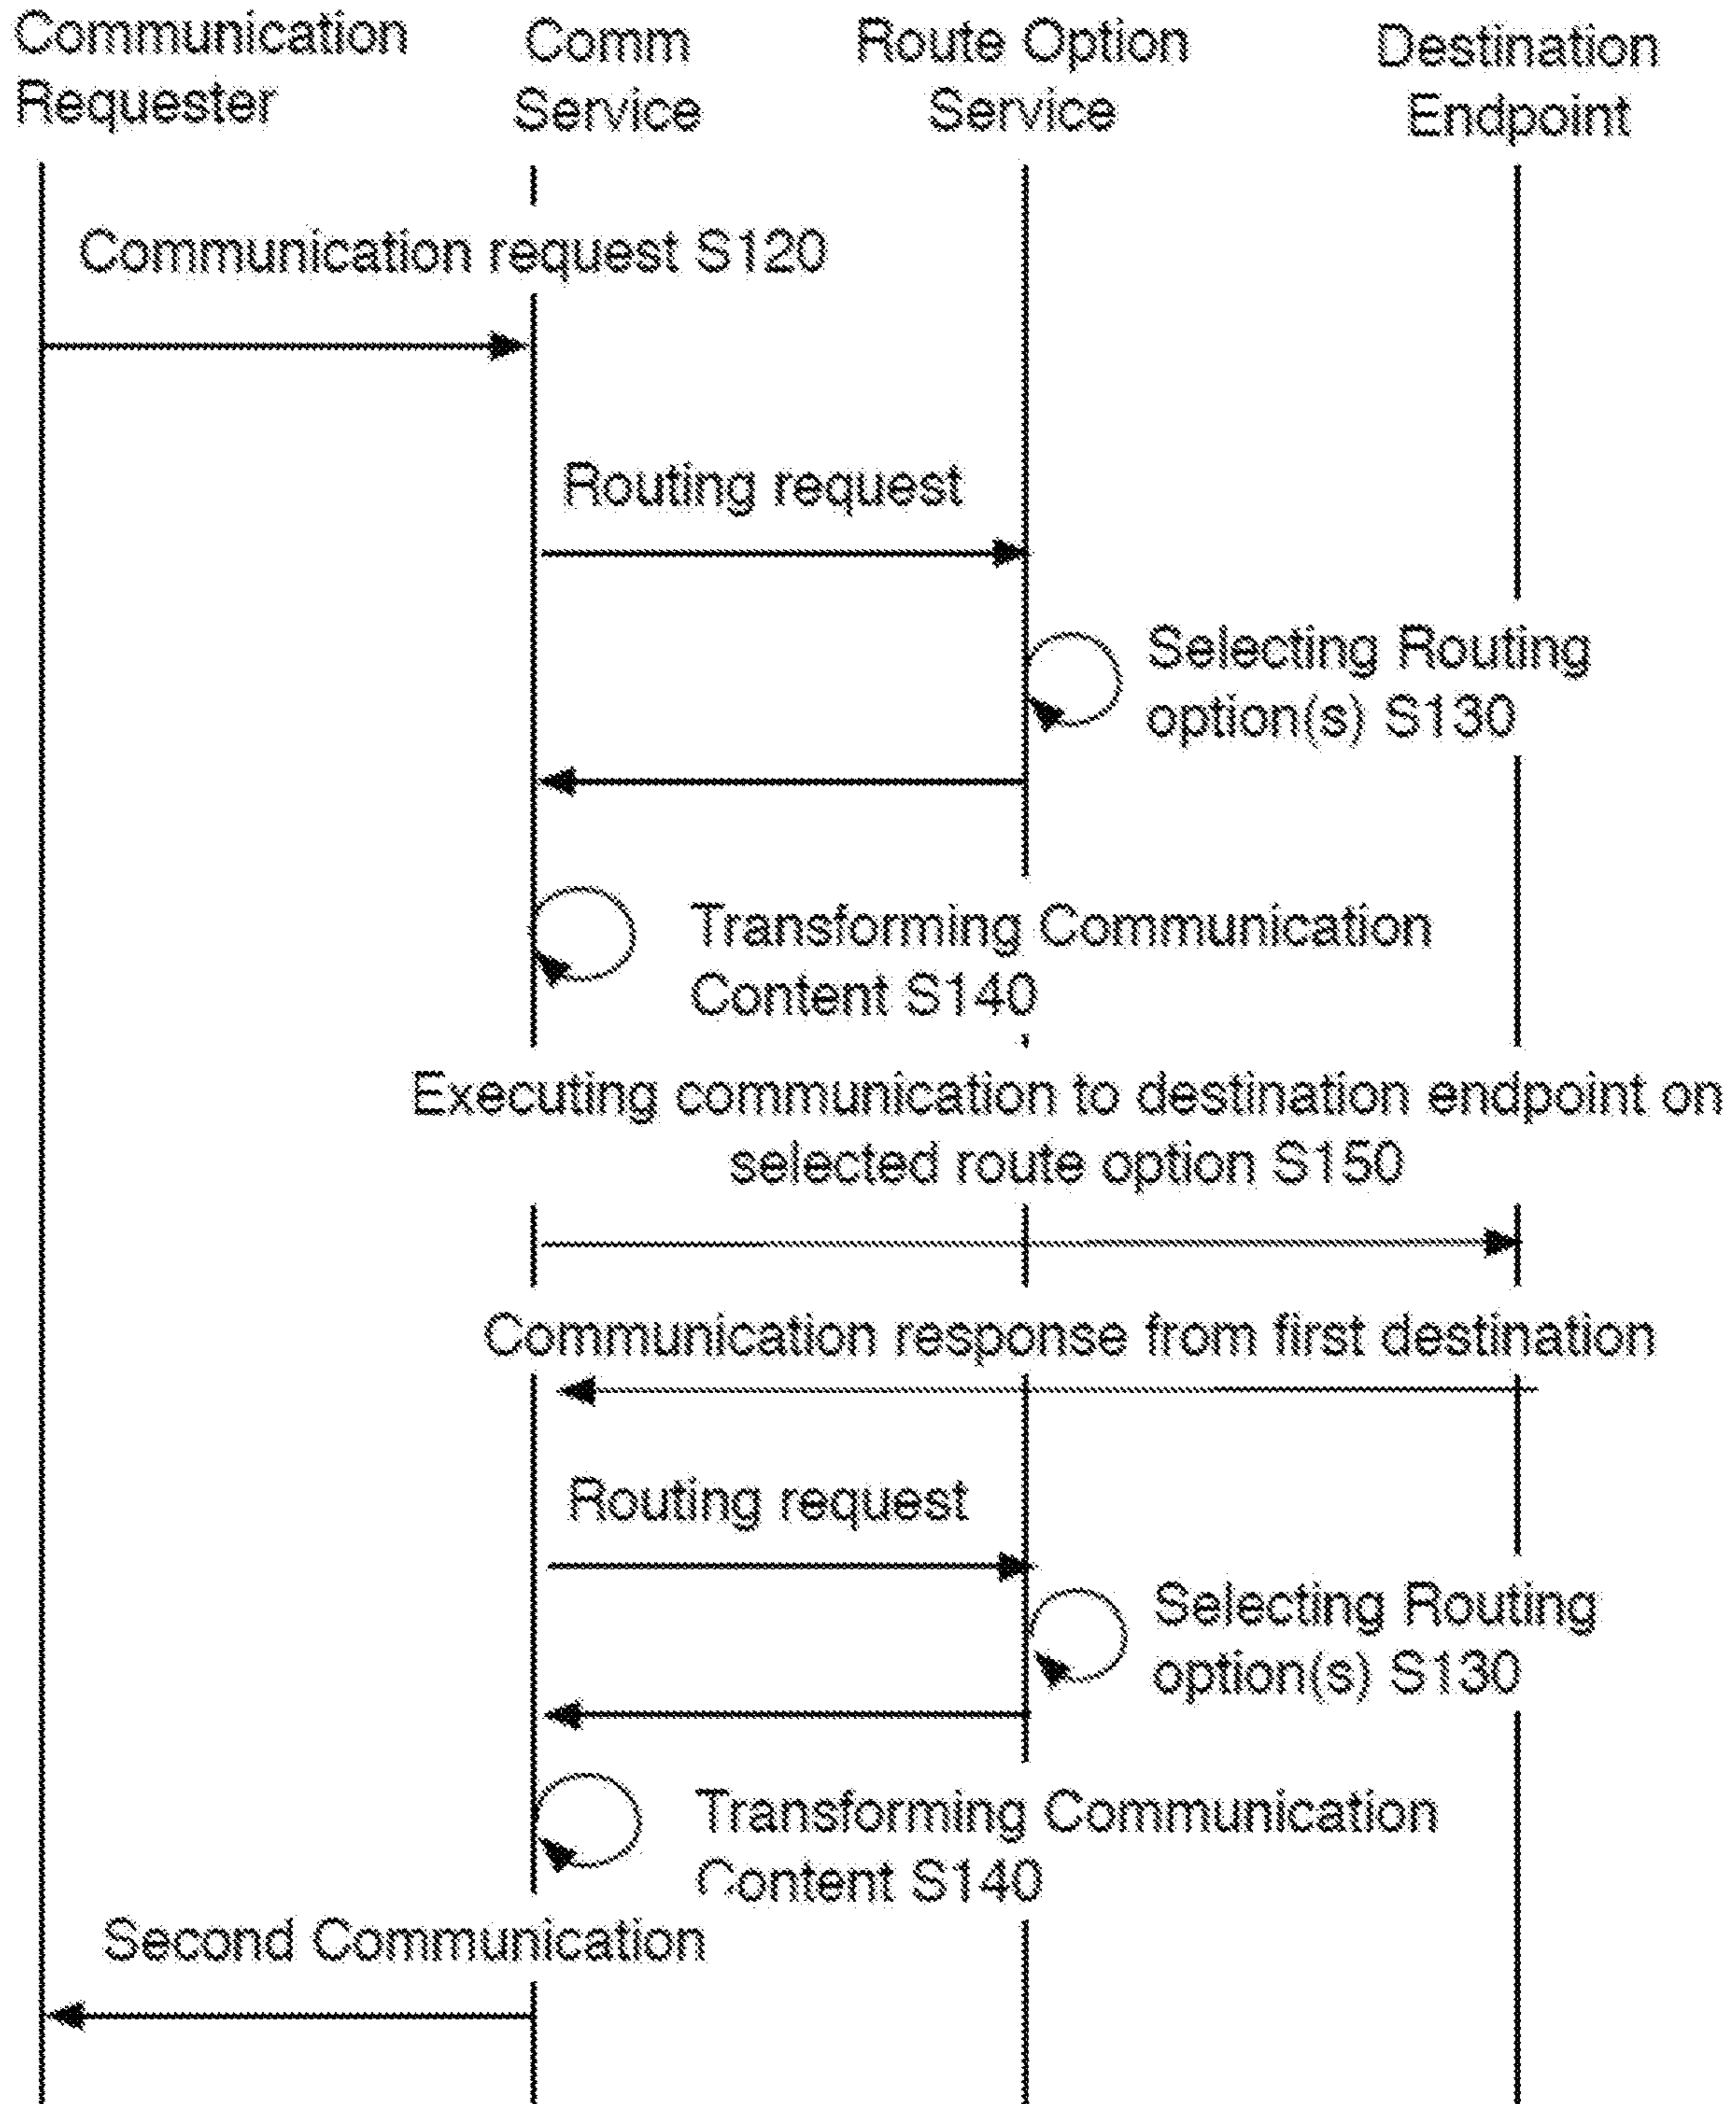 Communication
Requester
Comm
Service
Route Option
Service
Destination
Endpoint
Communication request S120
Routing request
Selecting Routing
option(s) S130
Transforming Communication
Content S140
Executing communication to destination endpoint on
selected route option S150
Communication response from first destination
Routing request
Selecting Routing
option(s) S130
Transforming Communication
Content S140
Second Communication